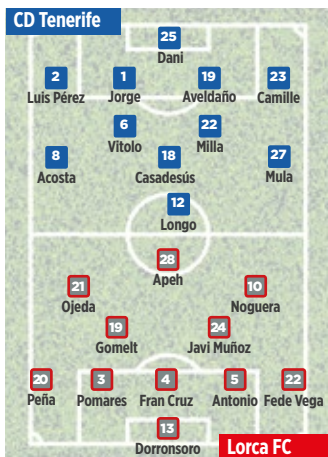 CD Tenerife
25
Dani
2 1 19 23
Luis Pérez Jorge Aveldaño Camille
6 22
Vitolo Milla
8 18 27
Acosta Casadesús Mula
12
Longo
28
Apeh
21 10
Ojeda Noguera
19 24
Gomelt Javi Muñoz
20 3 4 5 22
Peña Pomares Fran Cruz Antonio Fede Vega
13
Dorronsoro
Lorca FC